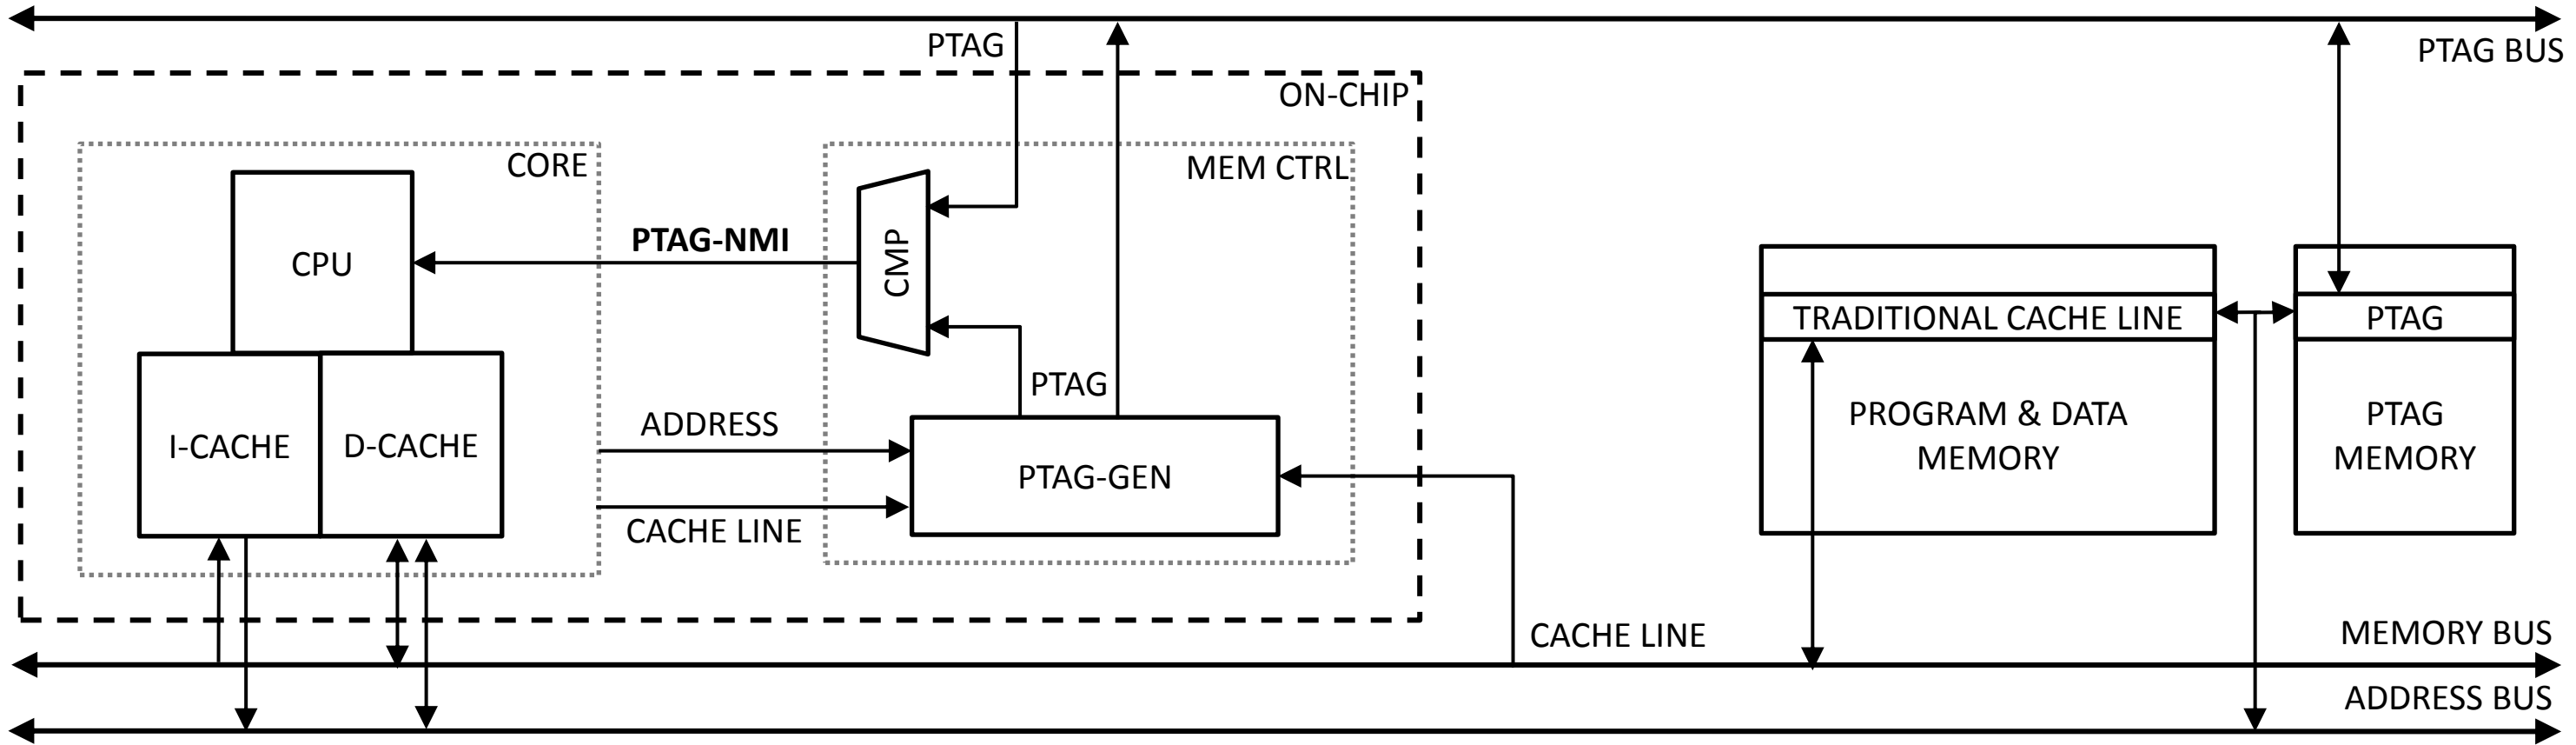 PTAG
PTAG BUS
ON-CHIP
CORE
MEM CTRL
PTAG-NMI
CMP
CPU
TRADITIONAL CACHE LINE
PTAG
PTAG
ADDRESS
I-CACHE
D-CACHE
PTAG-GEN
CACHE LINE
PROGRAM & DATA
MEMORY
PTAG
MEMORY
CACHE LINE
MEMORY BUS
ADDRESS BUS